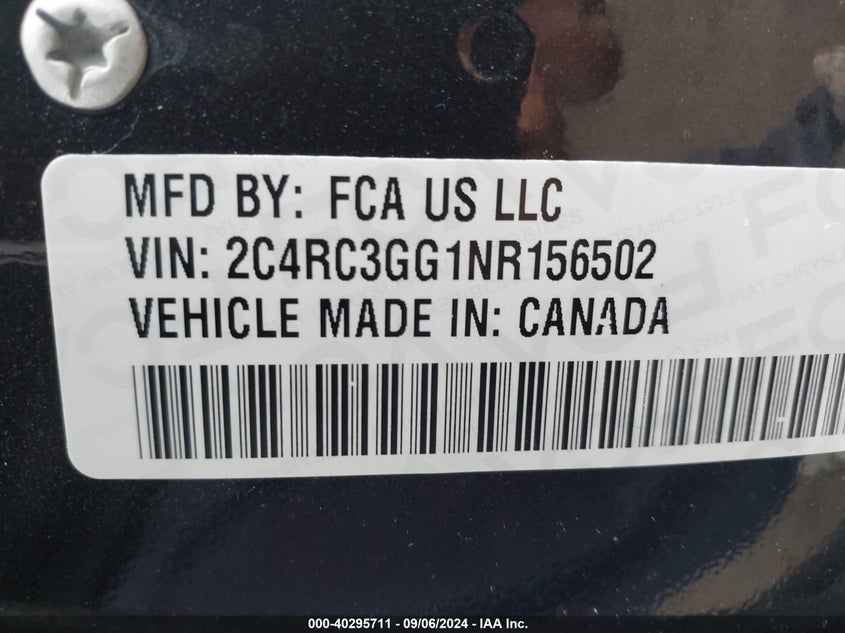 MFD BY: FCA US LLC
VIN: 2C4RC3GG1NR156502
VEHICLE MADE IN: CANADA
000-40295711 - 09/06/2024 - IAA Inc.